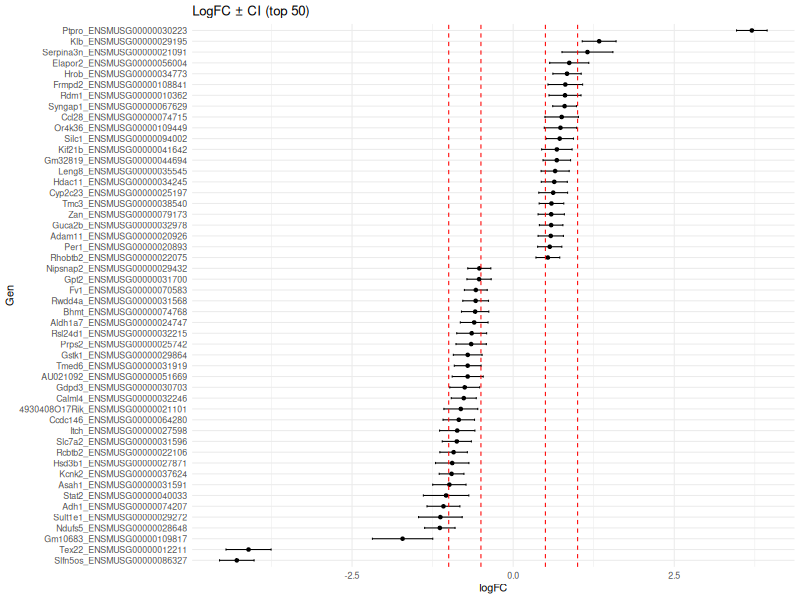 LogFC ± CI (top 50)
Ptpro_ENSMUSG00000030223
Klb_ENSMUSG00000029195
Serpina3n_ENSMUSG00000021091
Elapor2_ENSMUSG00000056004
Hrob_ENSMUSG00000034773
Frmpd2_ENSMUSG00000108841
Rdm1_ENSMUSG00000010362
Syngap1_ENSMUSG00000067629
Ccl28_ENSMUSG00000074715
Or4k36_ENSMUSG00000109449
Silc1_ENSMUSG00000094002
Kif21b_ENSMUSG00000041642
Gm32819_ENSMUSG00000044694
Leng8_ENSMUSG00000035545
Hdac11_ENSMUSG00000034245
Cyp2c23_ENSMUSG00000025197
Tmc3_ENSMUSG00000038540
Zan_ENSMUSG00000079173
Guca2b_ENSMUSG00000032978
Adam11_ENSMUSG00000020926
Per1_ENSMUSG00000020893
Rhobtb2_ENSMUSG00000022075
Nipsnap2_ENSMUSG00000029432
Gpt2_ENSMUSG00000031700
Fv1_ENSMUSG00000070583
Rwdd4a_ENSMUSG00000031568
Bhmt_ENSMUSG00000074768
Aldh1a7_ENSMUSG00000024747
Rsl24d1_ENSMUSG00000032215
Prps2_ENSMUSG00000025742
Gstk1_ENSMUSG00000029864
Tmed6_ENSMUSG00000031919
AU021092_ENSMUSG00000051669
Gdpd3_ENSMUSG00000030703
Calml4_ENSMUSG00000032246
4930408O17Rik_ENSMUSG00000021101
Ccdc146_ENSMUSG00000064280
Itch_ENSMUSG00000027598
Slc7a2_ENSMUSG00000031596
Rcbtb2_ENSMUSG00000022106
Hsd3b1_ENSMUSG00000027871
Kcnk2_ENSMUSG00000037624
Asah1_ENSMUSG00000031591
Stat2_ENSMUSG00000040033
Adh1_ENSMUSG00000074207
Sult1e1_ENSMUSG00000029272
Ndufs5_ENSMUSG00000028648
Gm10683_ENSMUSG00000109817
Tex22_ENSMUSG00000012211
Slfn5os_ENSMUSG00000086327
Gen
-2.5 0.0 2.5
logFC